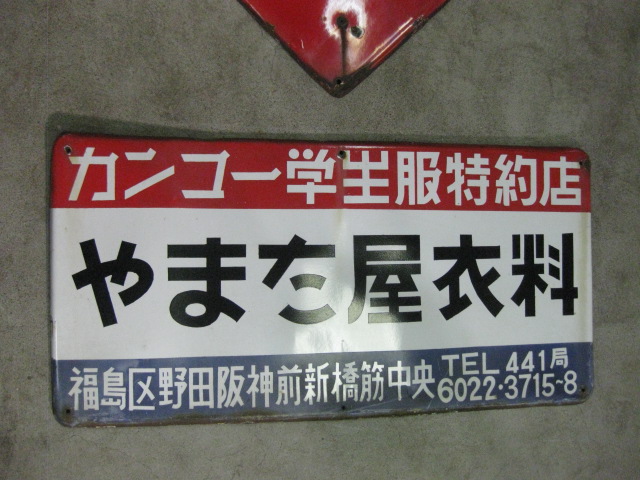 カンコー学生服特約店
やまだ屋衣料
福島区野田阪神前新橋筋中央 TEL 441局
6022・3715~8